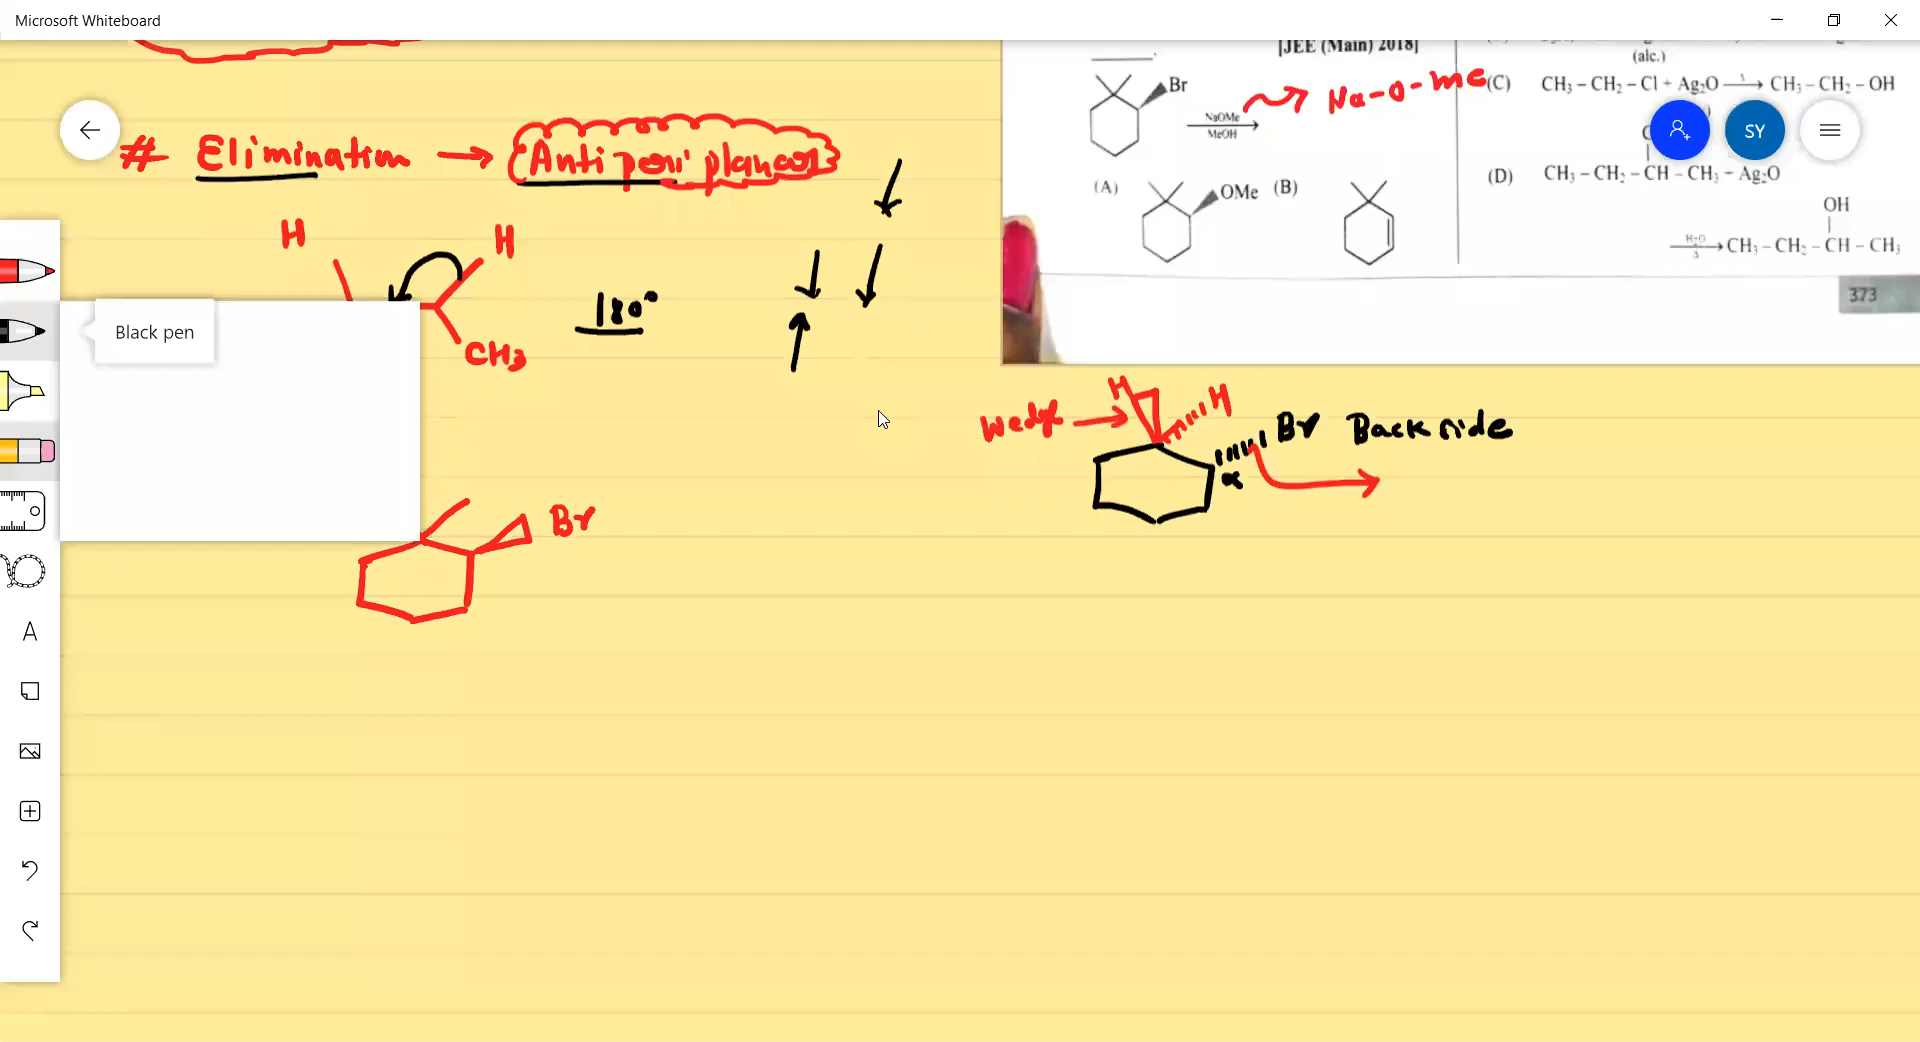 Microsoft Whiteboard
# Elimination → Anti peri planar
H
H
180°
CH3
Black pen
Br
[JEE (Main) 2018]
Br
NaOMe
MeOH
Na-O-me
(A)
OMe
(B)
(alc.)
(C) CH₃ – CH₂ – Cl + Ag₂O → CH₃ – CH₂ – OH
SY
(D) CH₃ – CH₂ – CH – CH₃ + Ag₂O
OH
H₂O
Δ
CH₃ – CH₂ – CH – CH₃
373
Wedge → H
H
Br Back side
α
A